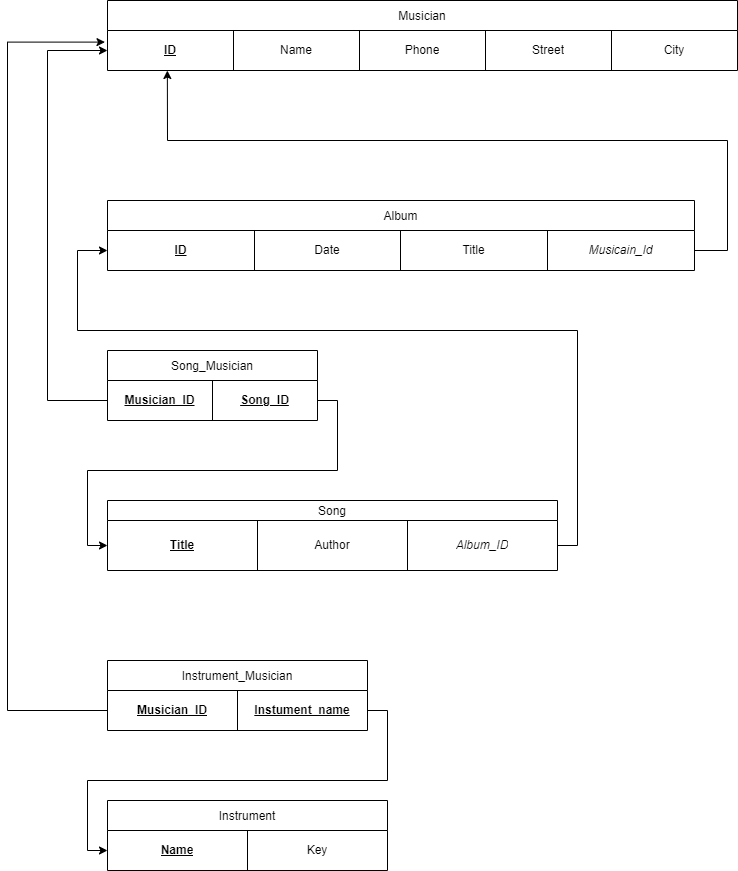 Musician
ID Name Phone Street City
Album
ID Date Title Musicain_Id
Song_Musician
Musician_ID Song_ID
Song
Title Author Album_ID
Instrument_Musician
Musician_ID Instument_name
Instrument
Name Key